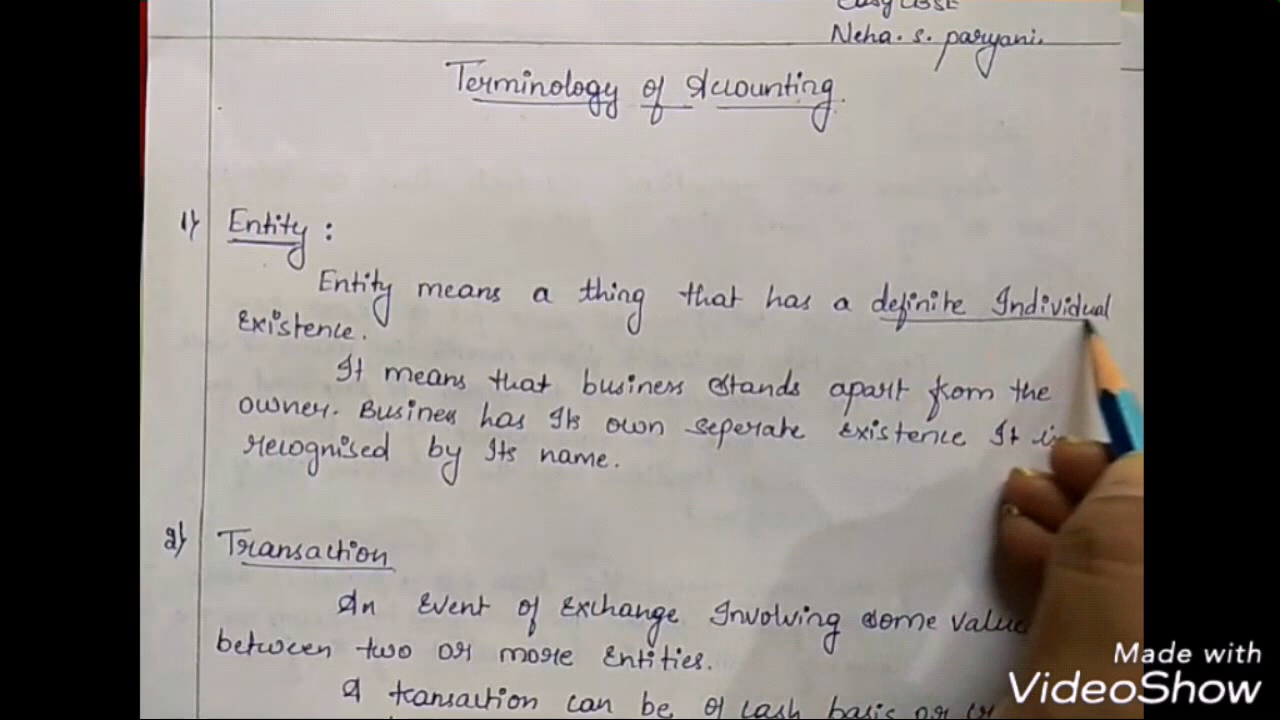 Easy CBSE
Neha. S. paryani.
Terminology of Accounting.
1) Entity :
Entity means a thing that has a definite Individual
Existence.
It means that business stands apart from the
owner. Business has Its own seperate Existence It is
recognised by Its name.
2) Transaction
An Event of Exchange Involving some value
between two or more Entities.
A transaction can be of cash basis or
Made with
VideoShow